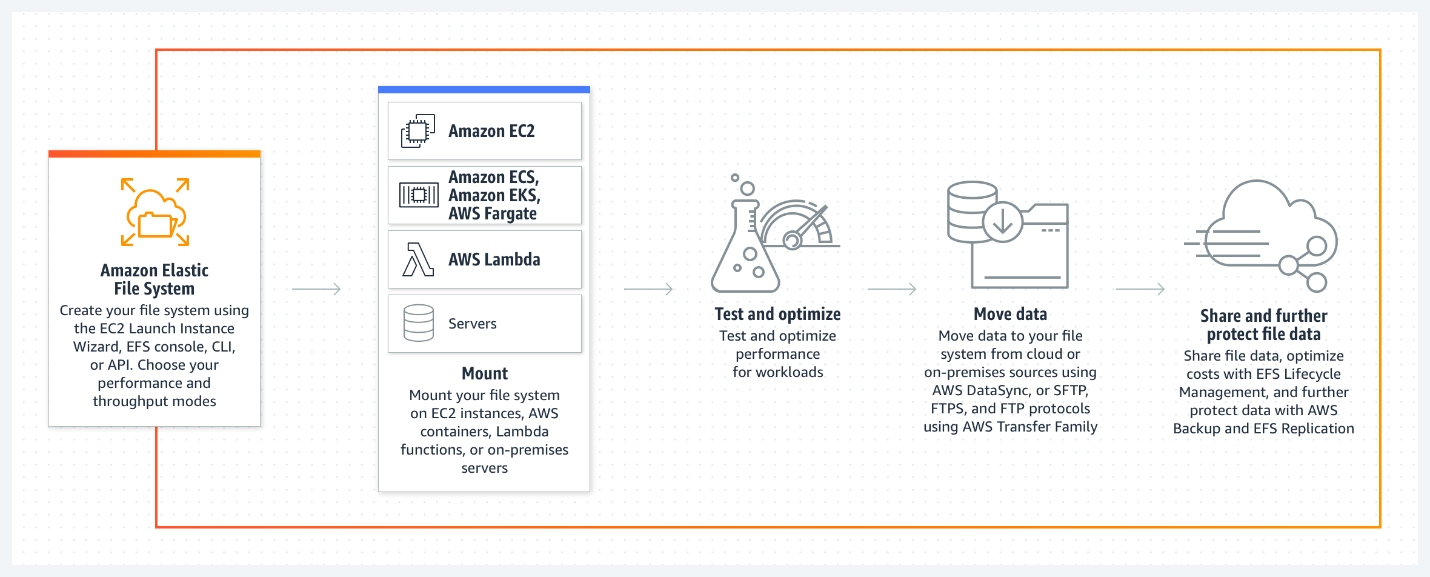 Amazon Elastic
File System
Create your file system using
the EC2 Launch Instance
Wizard, EFS console, CLI,
or API. Choose your
performance and
throughput modes
Amazon EC2
Amazon ECS,
Amazon EKS,
AWS Fargate
AWS Lambda
Servers
Mount
Mount your file system
on EC2 instances, AWS
containers, Lambda
functions, or on-premises
servers
Test and optimize
Test and optimize
performance
for workloads
Move data
Move data to your file
system from cloud or
on-premises sources using
AWS DataSync, or SFTP,
FTPS, and FTP protocols
using AWS Transfer Family
Share and further
protect file data
Share file data, optimize
costs with EFS Lifecycle
Management, and further
protect data with AWS
Backup and EFS Replication